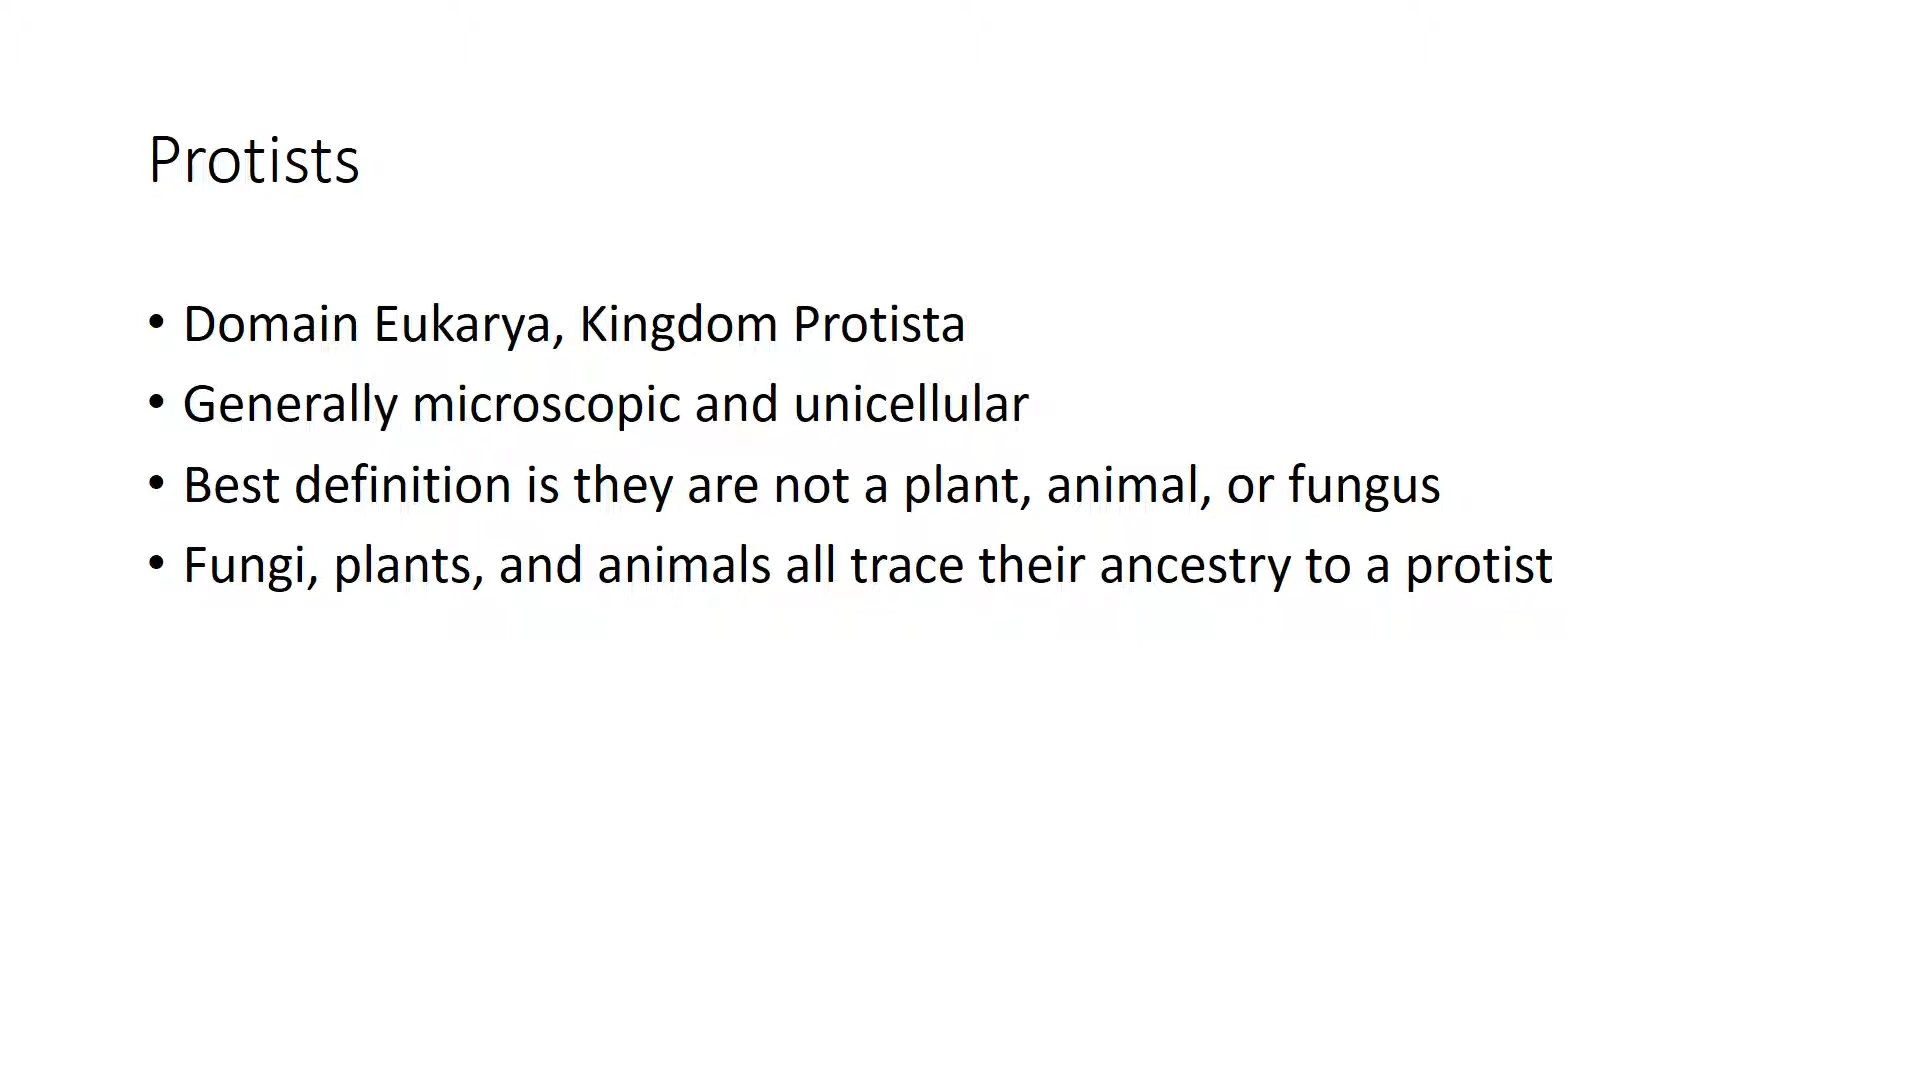 Protists
• Domain Eukarya, Kingdom Protista
• Generally microscopic and unicellular
• Best definition is they are not a plant, animal, or fungus
• Fungi, plants, and animals all trace their ancestry to a protist